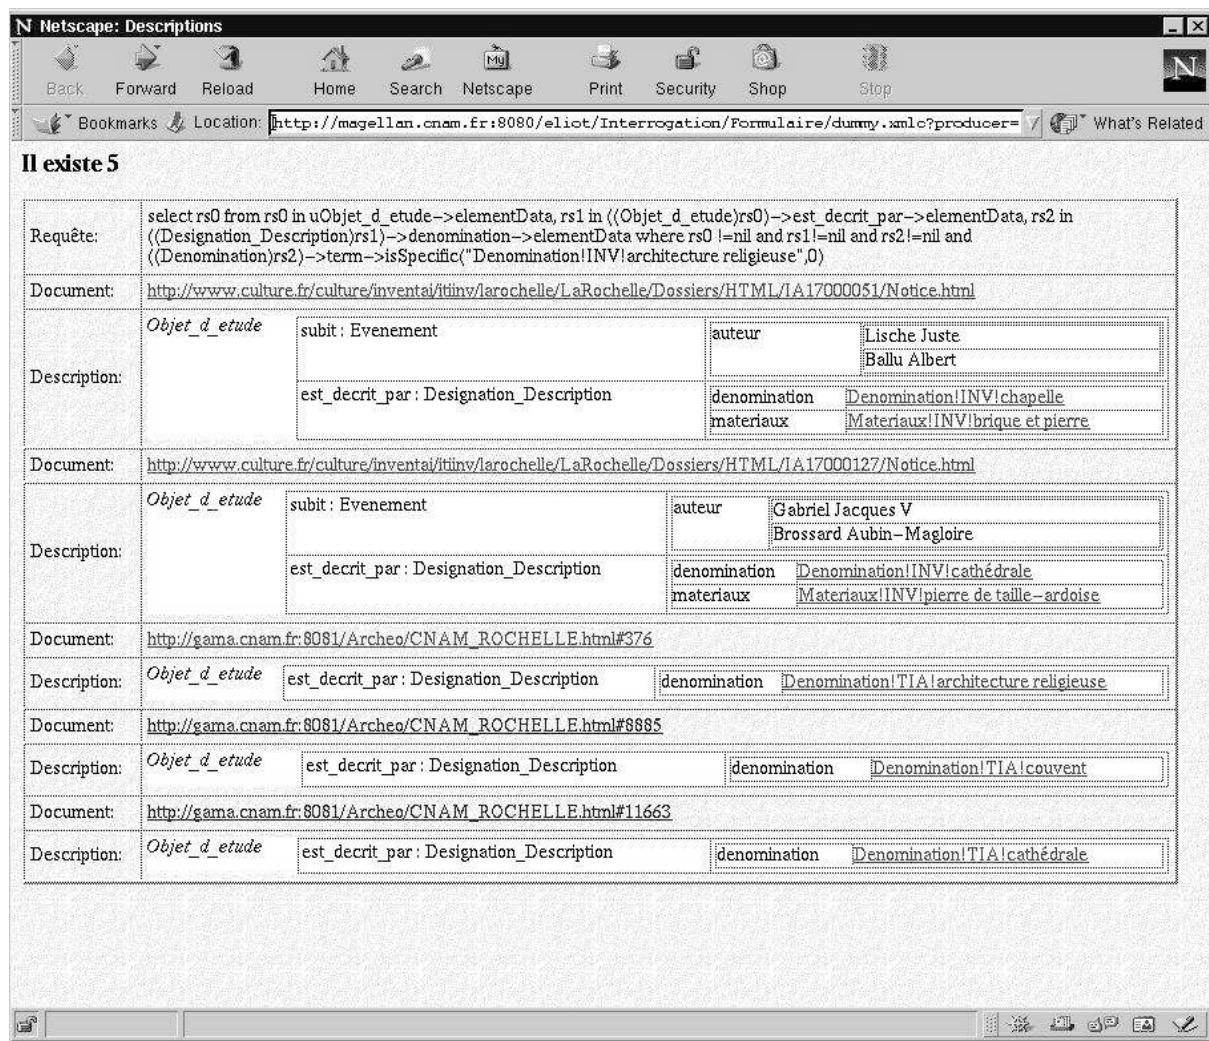 N Netscape: Descriptions
Back Forward Reload Home Search Netscape Print Security Shop Stop
My
N
Bookmarks Location: http://magellan.cnam.fr:8080/eliot/Interrogation/Formulaire/dummy.xmlc?producer= What's Related
Il existe 5
Requête:
select rs0 from rs0 in uObjet_d_etude->elementData, rs1 in ((Objet_d_etude)rs0)->est_decrit_par->elementData, rs2 in
((Designation_Description)rs1)->denomination->elementData where rs0 !=nil and rs1!=nil and rs2!=nil and
((Denomination)rs2)->term->isSpecific("Denomination!INV!architecture religieuse",0)
Document: http://www.culture.fr/culture/inventai/itiinv/larochelle/LaRochelle/Dossiers/HTML/IA17000051/Notice.html
Description:
Objet_d_etude subit : Evenement auteur Lische Juste
Ballu Albert
est_decrit_par : Designation_Description denomination Denomination!INV!chapelle
materiaux Materiaux!INV!brique et pierre
Document: http://www.culture.fr/culture/inventai/itiinv/larochelle/LaRochelle/Dossiers/HTML/IA17000127/Notice.html
Description:
Objet_d_etude subit : Evenement auteur Gabriel Jacques V
Brossard Aubin-Magloire
est_decrit_par : Designation_Description denomination Denomination!INV!cathédrale
materiaux Materiaux!INV!pierre de taille-ardoise
Document: http://gama.cnam.fr:8081/Archeo/CNAM_ROCHELLE.html#376
Description: Objet_d_etude est_decrit_par : Designation_Description denomination Denomination!TIA!architecture religieuse
Document: http://gama.cnam.fr:8081/Archeo/CNAM_ROCHELLE.html#8885
Description: Objet_d_etude est_decrit_par : Designation_Description denomination Denomination!TIA!couvent
Document: http://gama.cnam.fr:8081/Archeo/CNAM_ROCHELLE.html#11663
Description: Objet_d_etude est_decrit_par : Designation_Description denomination Denomination!TIA!cathédrale